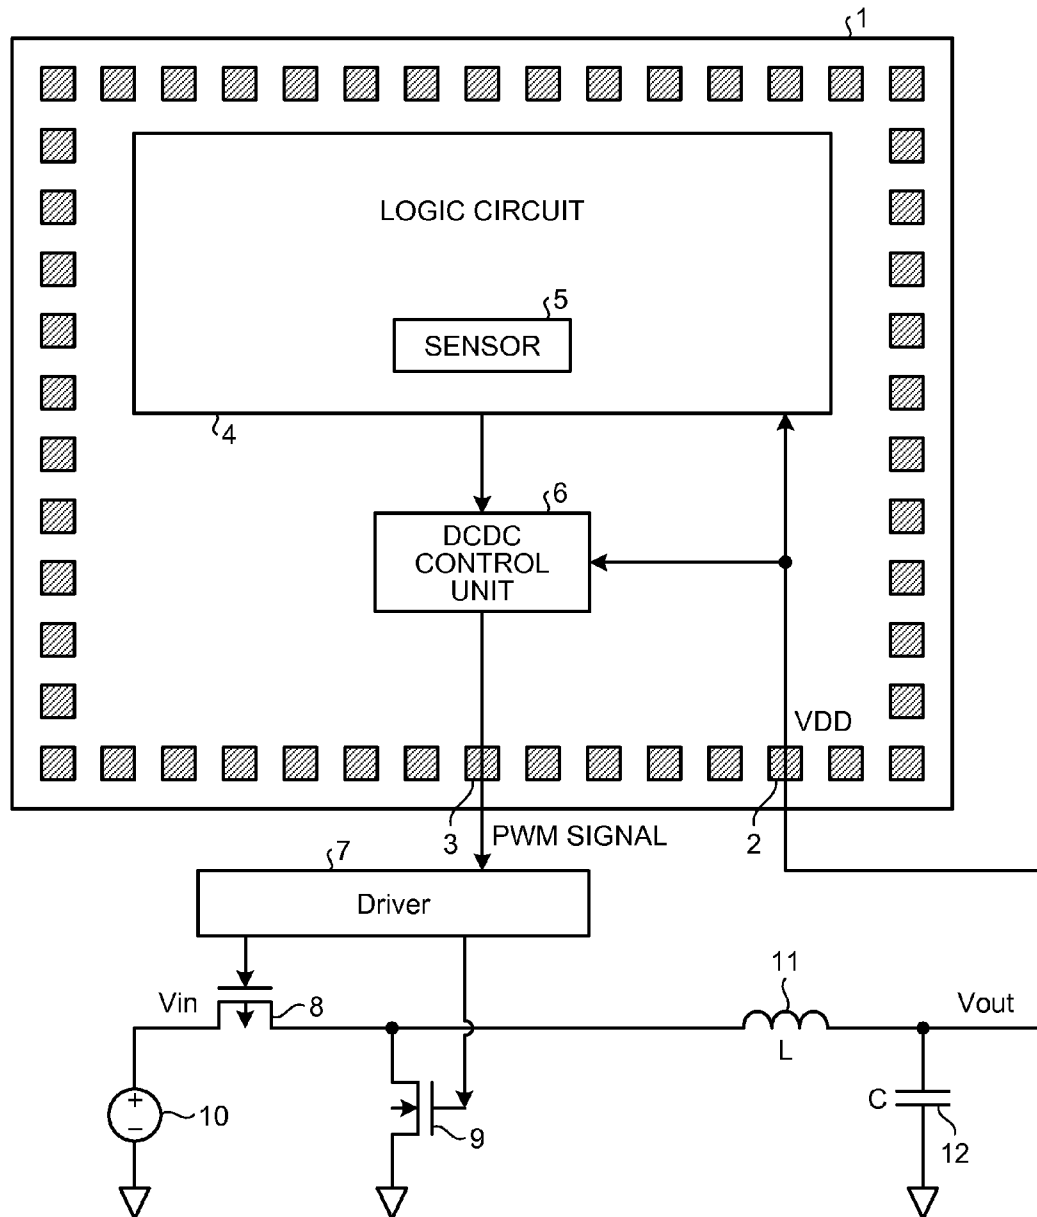 1
LOGIC CIRCUIT
5
SENSOR
4
6
DCDC
CONTROL
UNIT
VDD
3
PWM SIGNAL
2
7
Driver
11
Vin
8
Vout
L
+
−
10
9
C
12